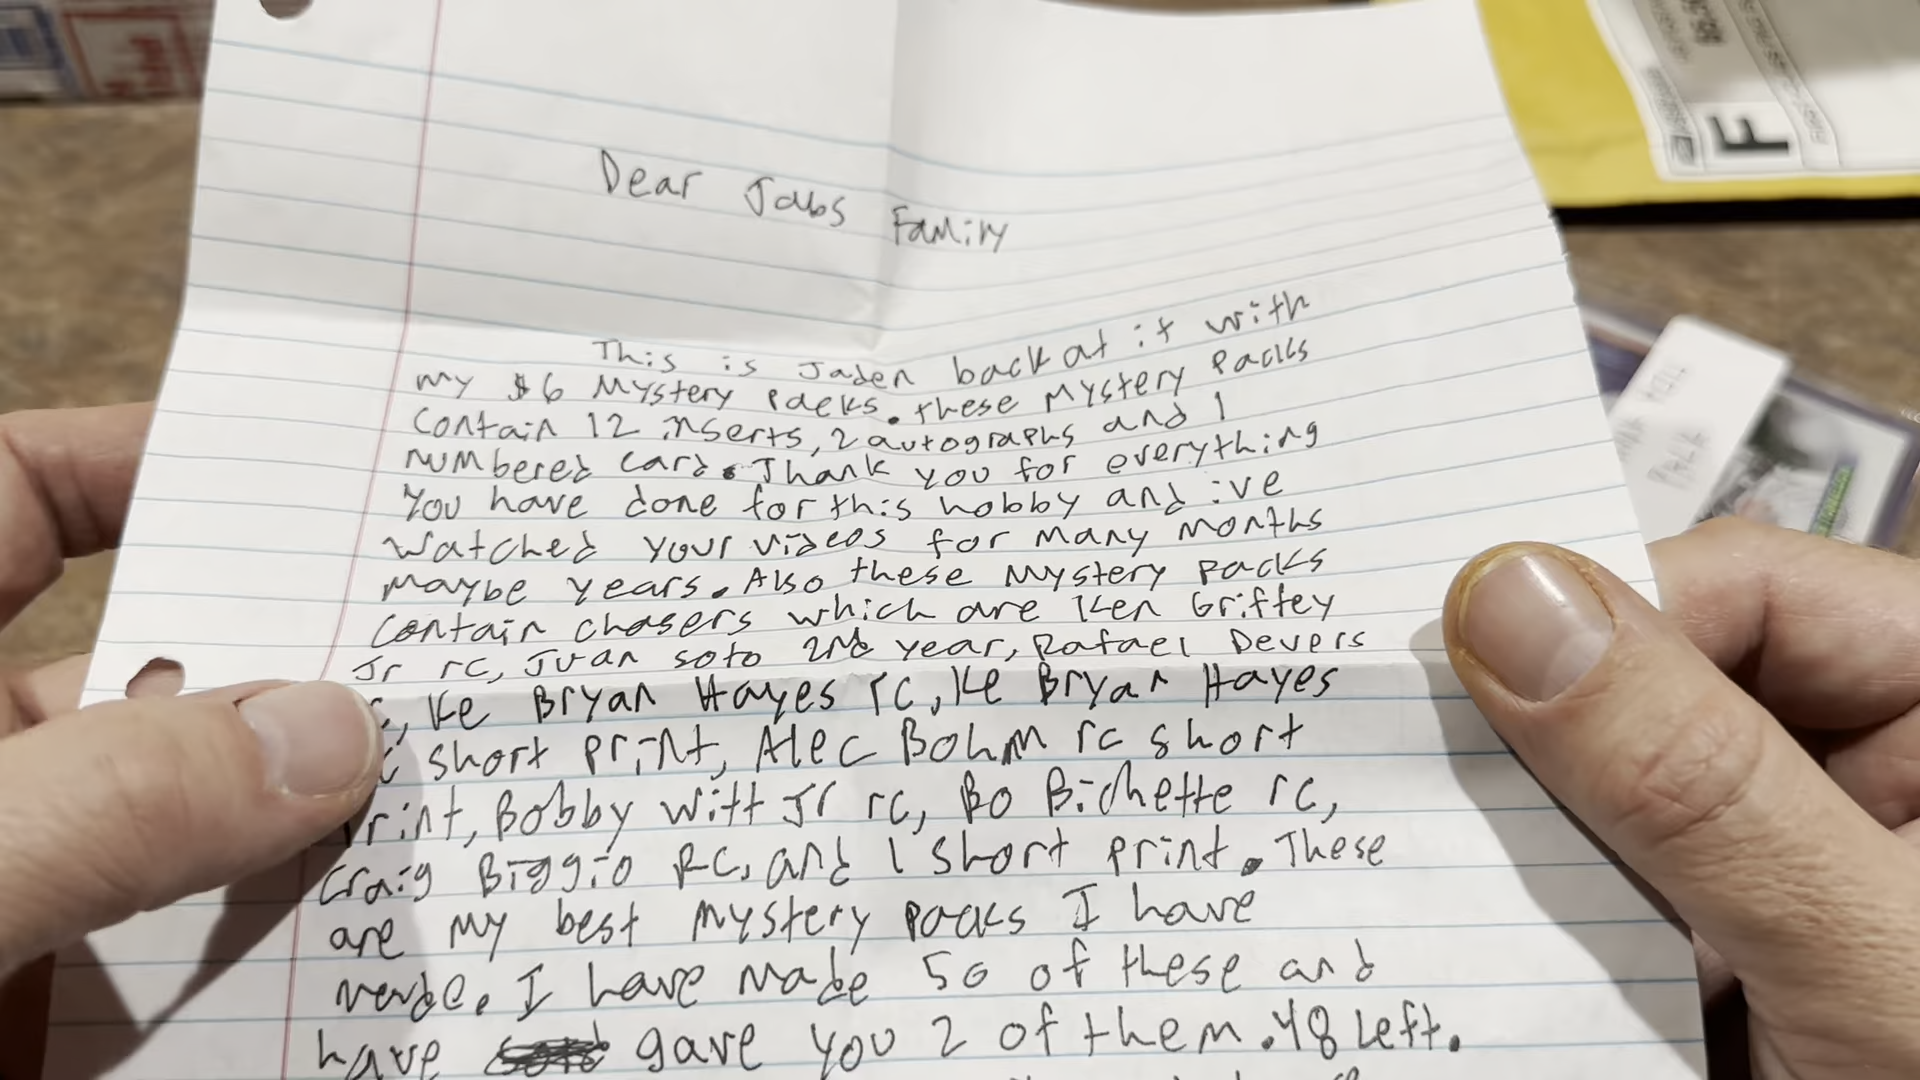 Dear Jabs Family
This is Jaden back at it with
my $6 Mystery Packs. these Mystery Packs
contain 12 inserts, 2 autographs and 1
numbered card. Thank you for everything
You have done for this hobby and ive
watched your videos for many months
maybe years. Also these mystery packs
contain chasers which are Ken Griffey
Jr rc, Juan soto 2nd year, Rafael Devers
Ke Bryan Hayes rc, Ke Bryan Hayes
short print, Alec Bohm rc short
rint, Bobby Witt Jr rc, Bo Bichette rc,
Craig Biggio RC, and 1 short print. These
are my best mystery packs I have
made. I have made 50 of these and
have gave you 2 of them. 48 left.
F